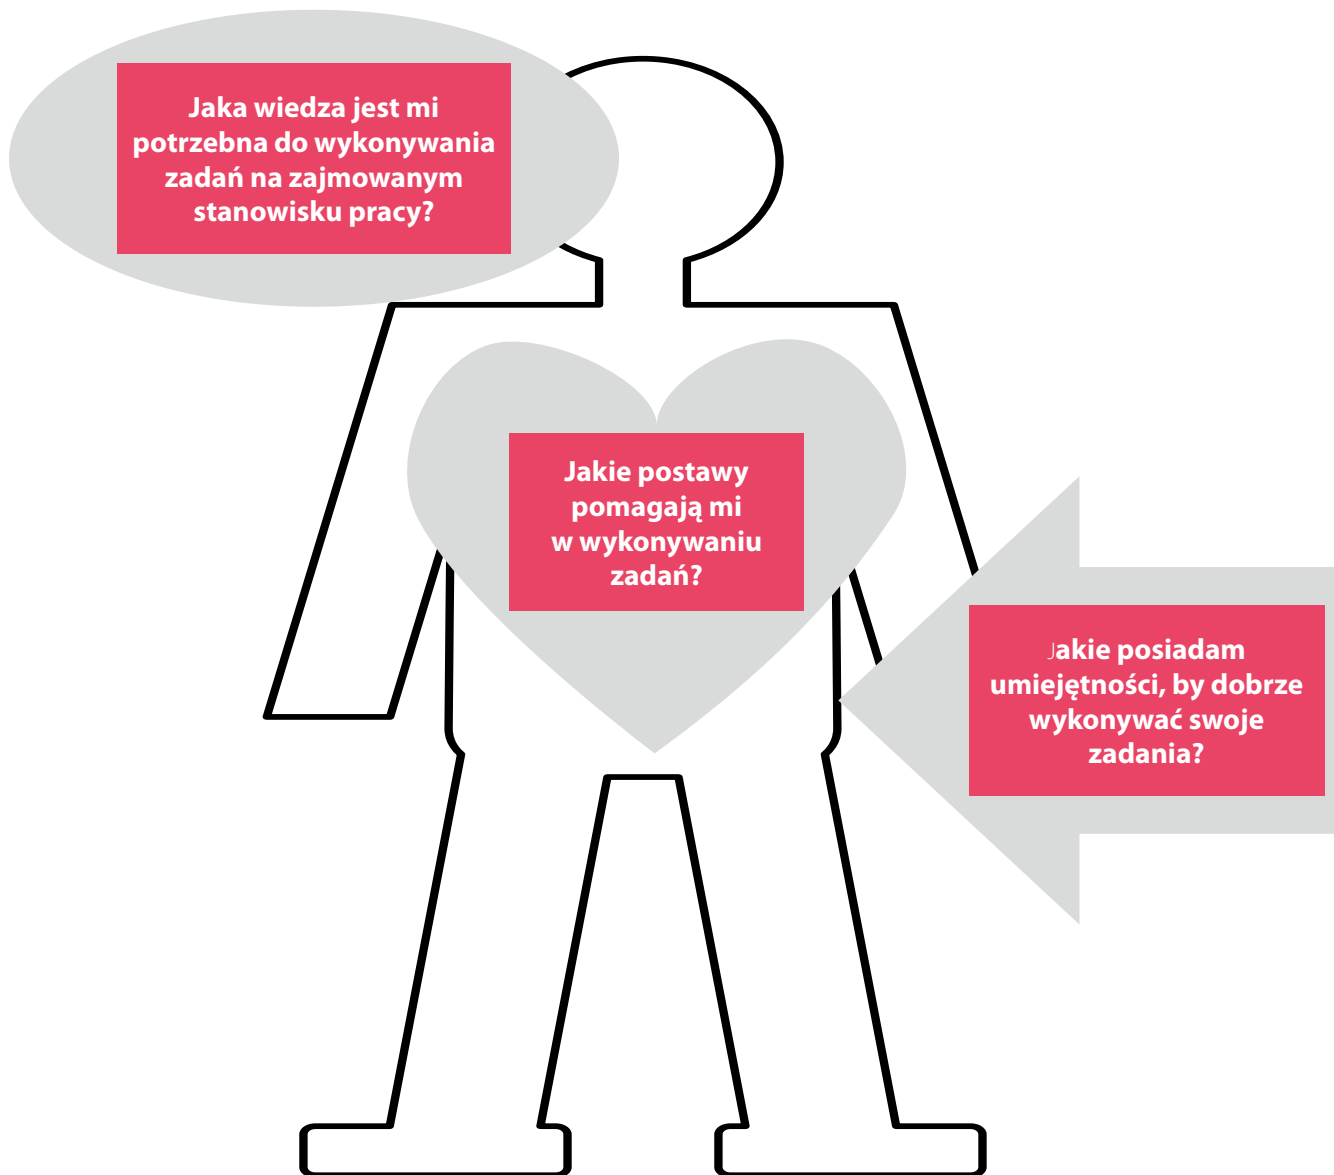 Jaka wiedza jest mi
potrzebna do wykonywania
zadań na zajmowanym
stanowisku pracy?
Jakie postawy
pomagają mi
w wykonywaniu
zadań?
Jakie posiadam
umiejętności, by dobrze
wykonywać swoje
zadania?